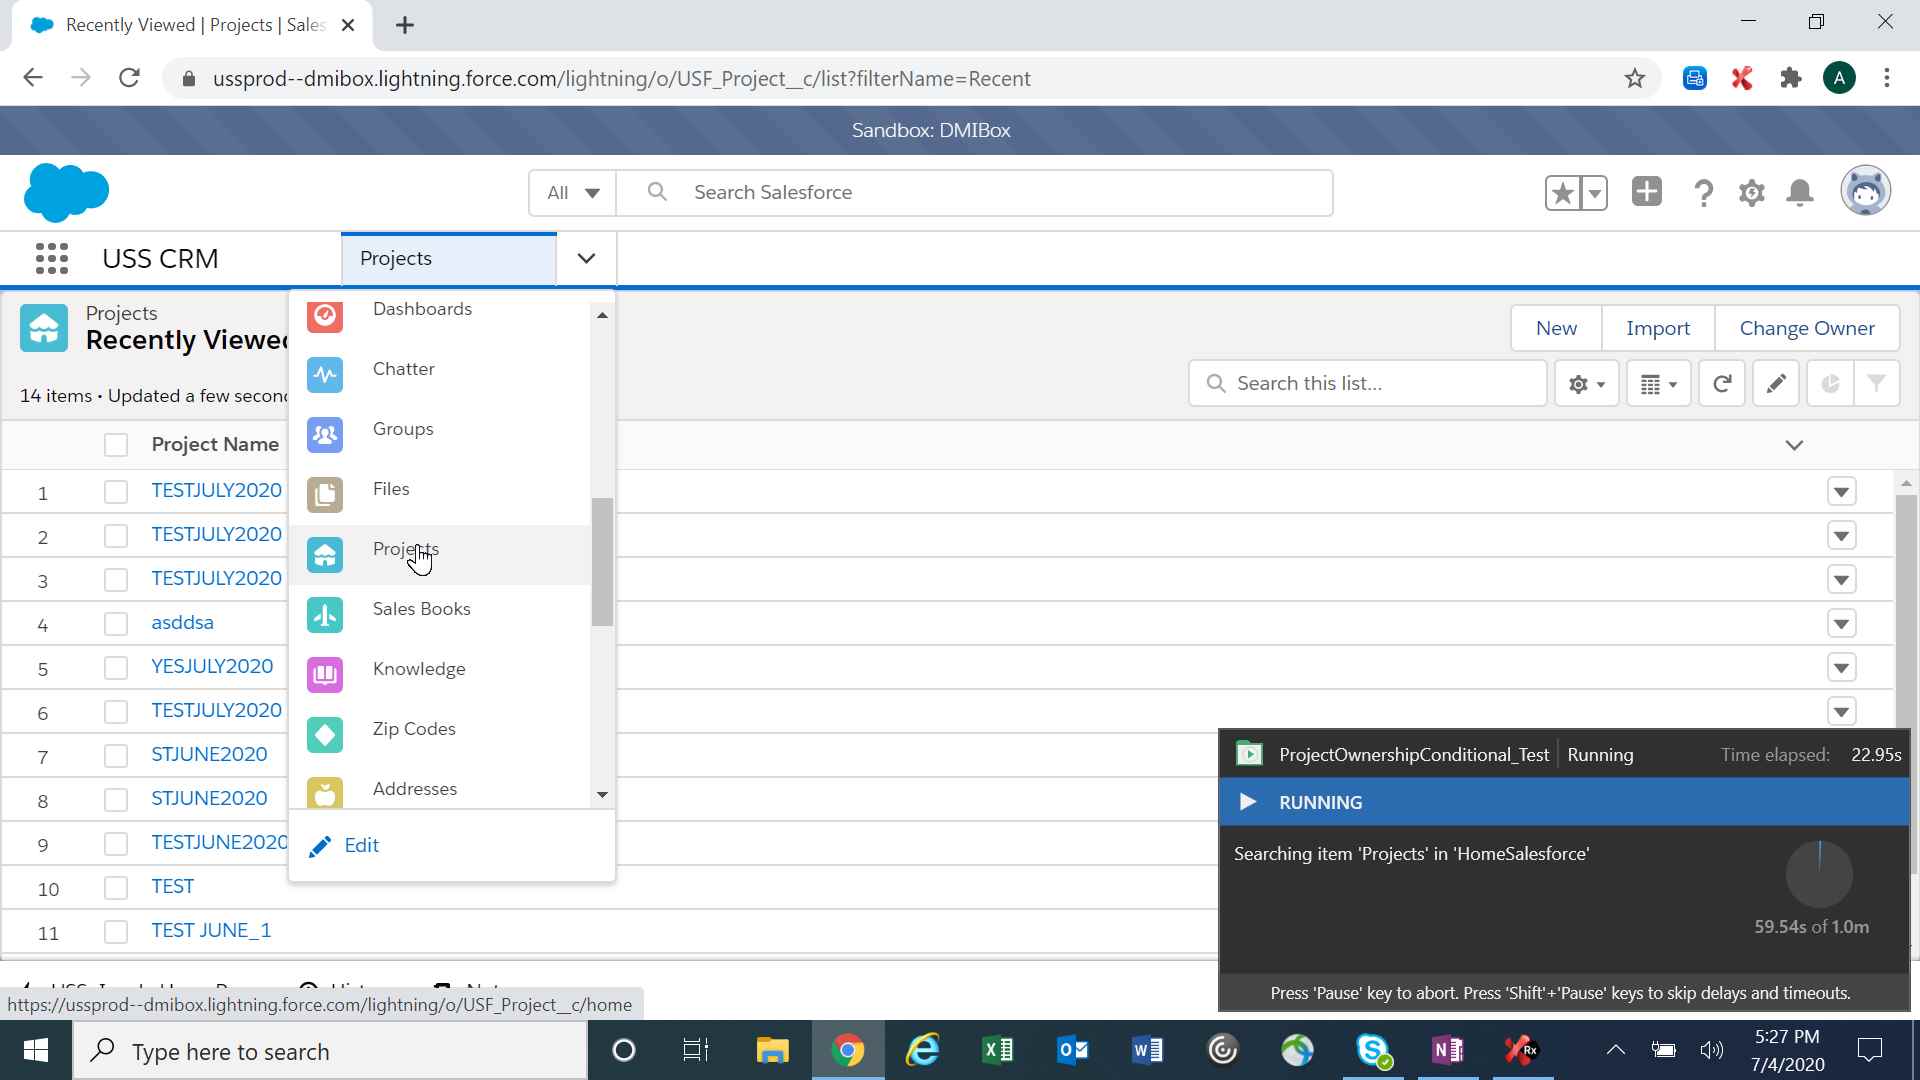 Recently Viewed | Projects | Sales
ussprod--dmibox.lightning.force.com/lightning/o/USF_Project__c/list?filterName=Recent
A
Sandbox: DMIBox
All
Search Salesforce
USS CRM
Projects
Projects
Recently Viewed
New
Import
Change Owner
14 items • Updated a few secon
Search this list...
Project Name
1 TESTJULY2020
2 TESTJULY2020
3 TESTJULY2020
4 asddsa
5 YESJULY2020
6 TESTJULY2020
7 STJUNE2020
8 STJUNE2020
9 TESTJUNE2020
10 TEST
11 TEST JUNE_1
Dashboards
Chatter
Groups
Files
Projects
Sales Books
Knowledge
Zip Codes
Addresses
Edit
ProjectOwnershipConditional_Test Running Time elapsed: 22.95s
RUNNING
Searching item 'Projects' in 'HomeSalesforce'
59.54s of 1.0m
Press 'Pause' key to abort. Press 'Shift'+'Pause' keys to skip delays and timeouts.
https://ussprod--dmibox.lightning.force.com/lightning/o/USF_Project__c/home
Type here to search
Rx
5:27 PM
7/4/2020